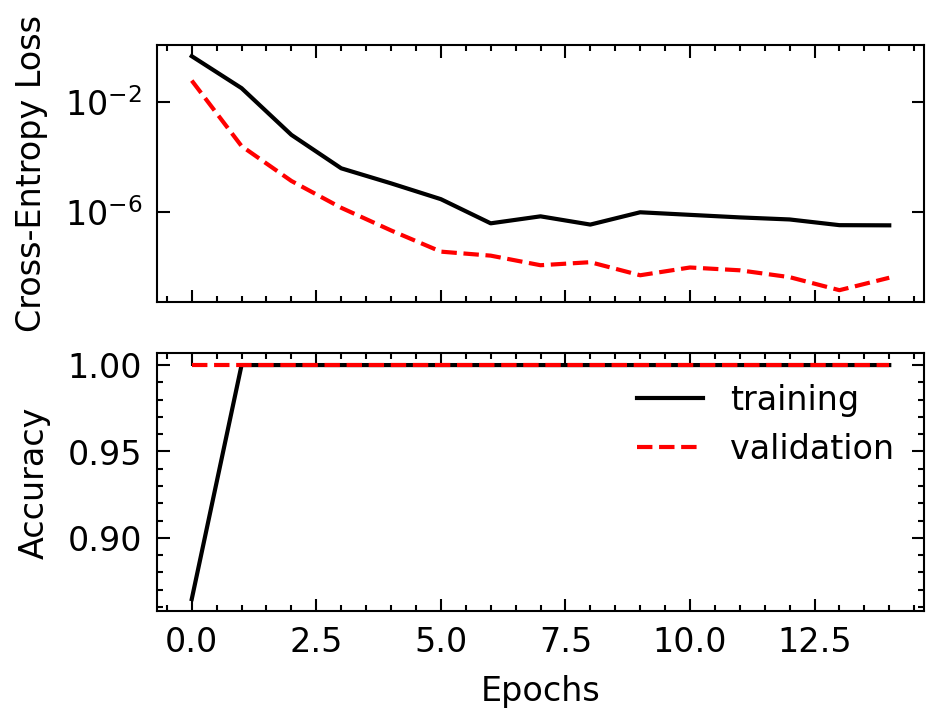 Cross-Entropy Loss
10⁻²
10⁻⁶
Accuracy
1.00
0.95
0.90
training
validation
0.0 2.5 5.0 7.5 10.0 12.5
Epochs